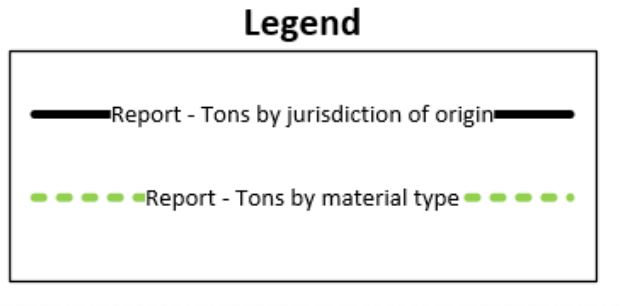 Legend
Report - Tons by jurisdiction of origin
Report - Tons by material type